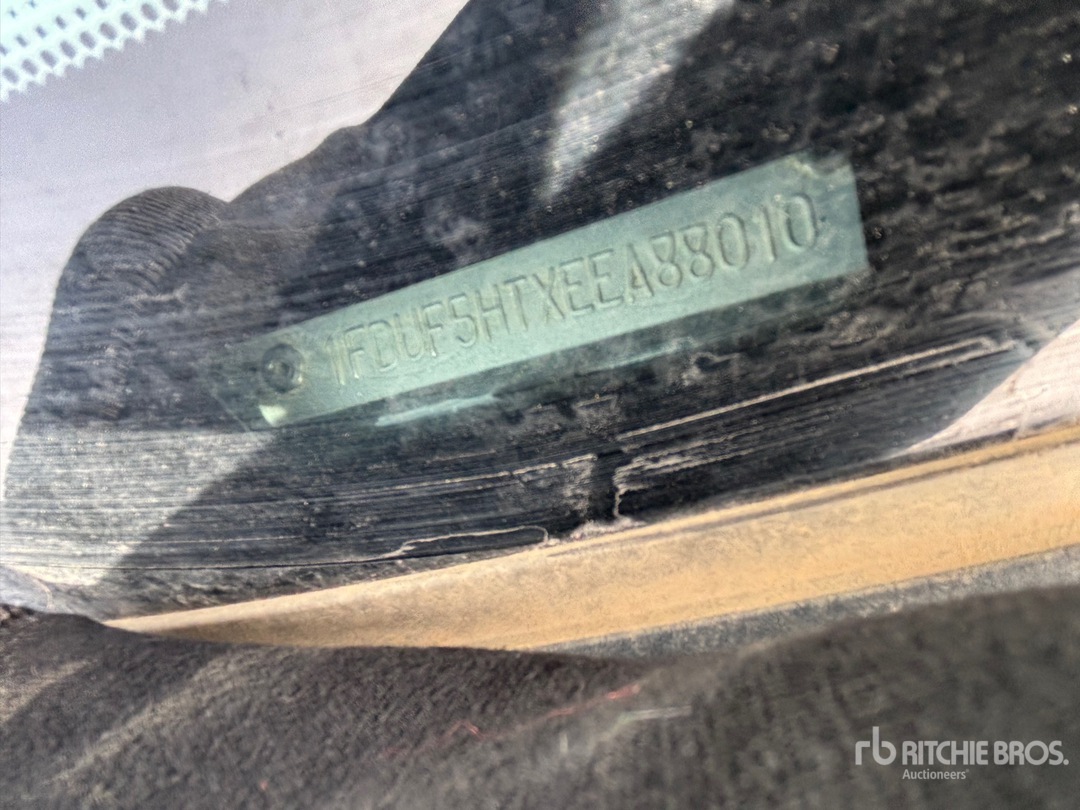 1FDUF5HTXEEA88010
rb RITCHIE BROS.
Auctioneers